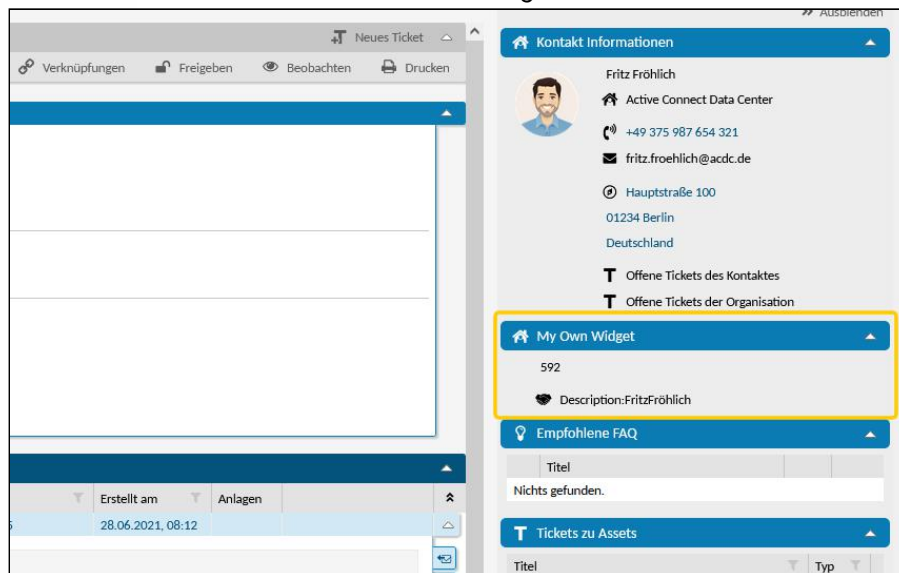 Ausblenden
Neues Ticket
Verknüpfungen Freigeben Beobachten Drucken
Kontakt Informationen
Fritz Fröhlich
Active Connect Data Center
+49 375 987 654 321
fritz.froehlich@acdc.de
Hauptstraße 100
01234 Berlin
Deutschland
Offene Tickets des Kontaktes
Offene Tickets der Organisation
My Own Widget
592
Description:FritzFröhlich
Empfohlene FAQ
Titel
Nichts gefunden.
Erstellt am Anlagen
28.06.2021, 08:12
Tickets zu Assets
Titel Typ